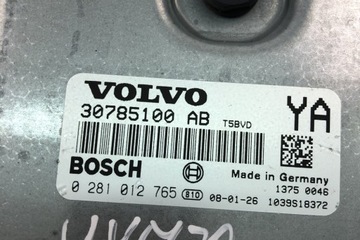 VOLVO
30785100 AB T5BVD YA
BOSCH Made in Germany
1375 0046
0 281 012 765 S10 08-01-26 1039S18372